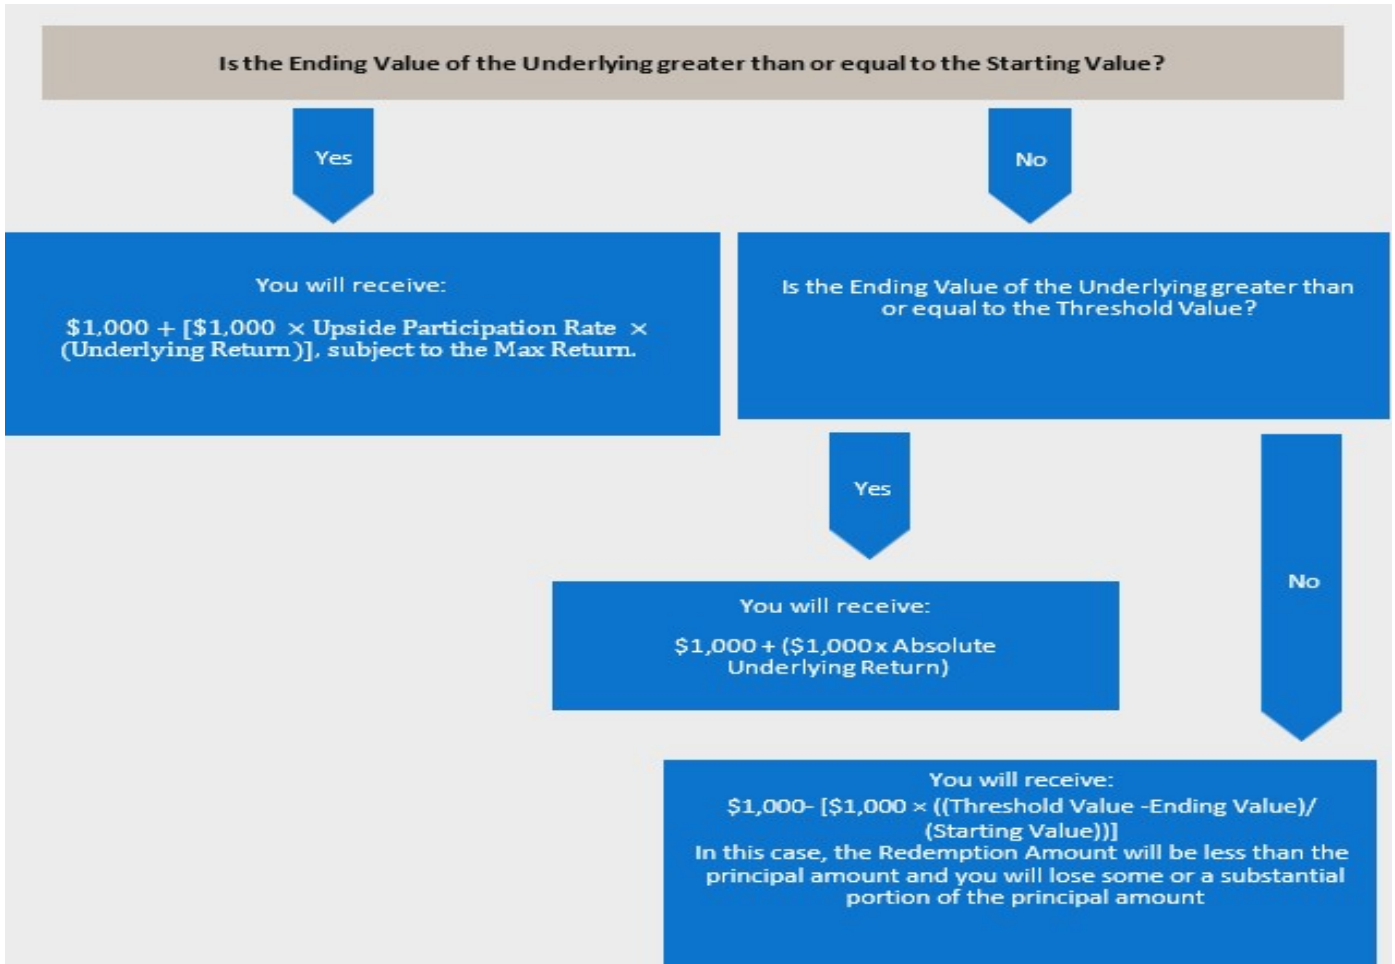 Is the Ending Value of the Underlying greater than or equal to the Starting Value?
Yes
No
You will receive:
$1,000 + [$1,000 × Upside Participation Rate ×
(Underlying Return)], subject to the Max Return.
Is the Ending Value of the Underlying greater than
or equal to the Threshold Value?
Yes
No
You will receive:
$1,000 + ($1,000 x Absolute
Underlying Return)
You will receive:
$1,000- [$1,000 × ((Threshold Value -Ending Value)/
(Starting Value))]
In this case, the Redemption Amount will be less than the
principal amount and you will lose some or a substantial
portion of the principal amount